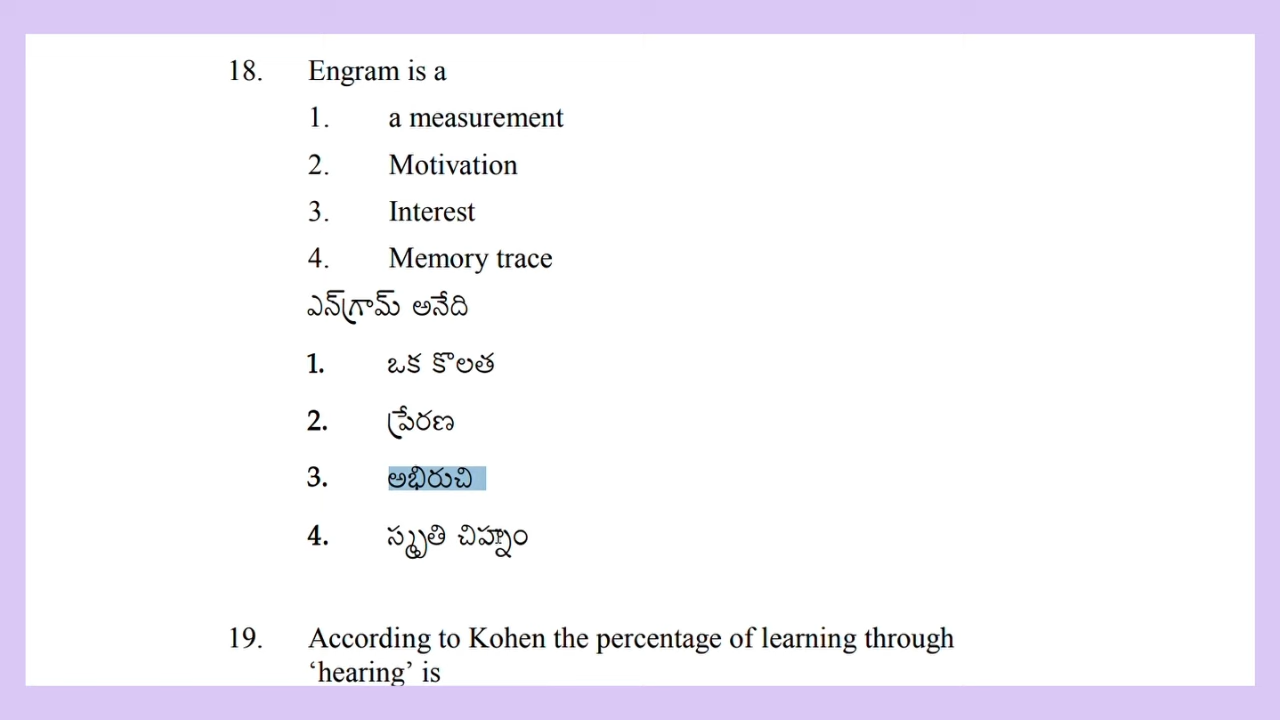 18. Engram is a
1. a measurement
2. Motivation
3. Interest
4. Memory trace
ఎన్‌గ్రామ్ అనేది
1. ఒక కొలత
2. ప్రేరణ
3. అభిరుచి
4. స్మృతి చిహ్నం
19. According to Kohen the percentage of learning through
‘hearing’ is